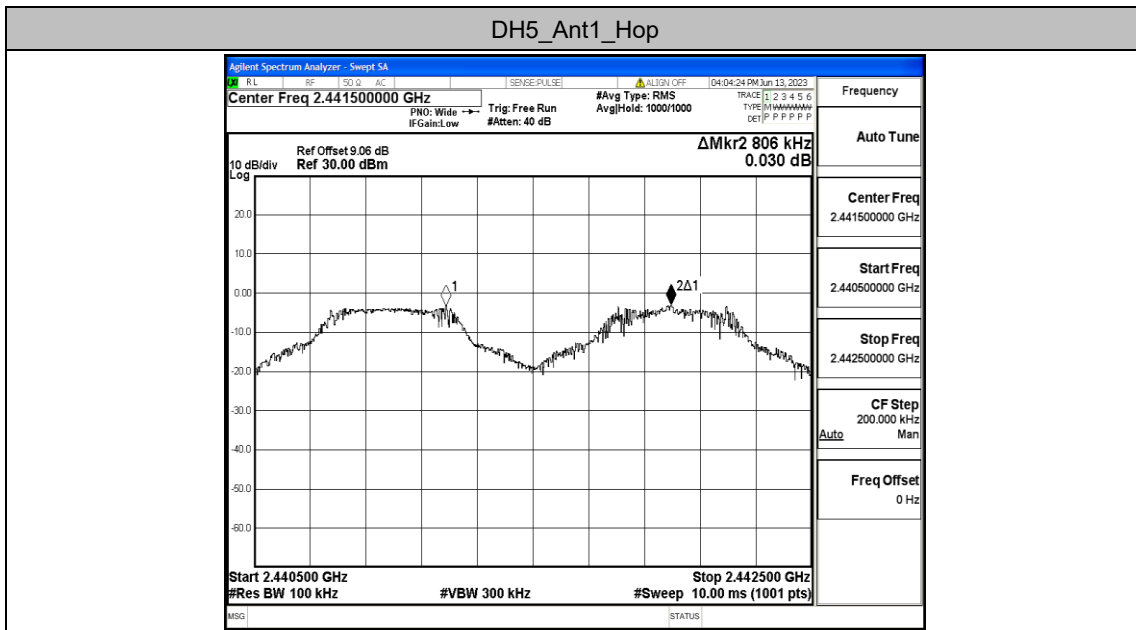 DH5_Ant1_Hop
Agilent Spectrum Analyzer - Swept SA
RL RF 50 Ω AC SENSE:PULSE ALIGN OFF 04:04:24 PM Jun 13, 2023
Center Freq 2.441500000 GHz
PNO: Wide
IFGain:Low
Trig: Free Run
#Atten: 40 dB
#Avg Type: RMS
Avg|Hold: 1000/1000
TRACE 1 2 3 4 5 6
TYPE M WWWWW
DET P P P P P P
Ref Offset 9.06 dB
Ref 30.00 dBm
10 dB/div
Log
ΔMkr2 806 kHz
0.030 dB
20.0
10.0
0.00
-10.0
-20.0
-30.0
-40.0
-50.0
-60.0
1
2Δ1
Start 2.440500 GHz
Stop 2.442500 GHz
#Res BW 100 kHz
#VBW 300 kHz
#Sweep 10.00 ms (1001 pts)
MSG
STATUS
Frequency
Auto Tune
Center Freq
2.441500000 GHz
Start Freq
2.440500000 GHz
Stop Freq
2.442500000 GHz
CF Step
200.000 kHz
Auto Man
Freq Offset
0 Hz